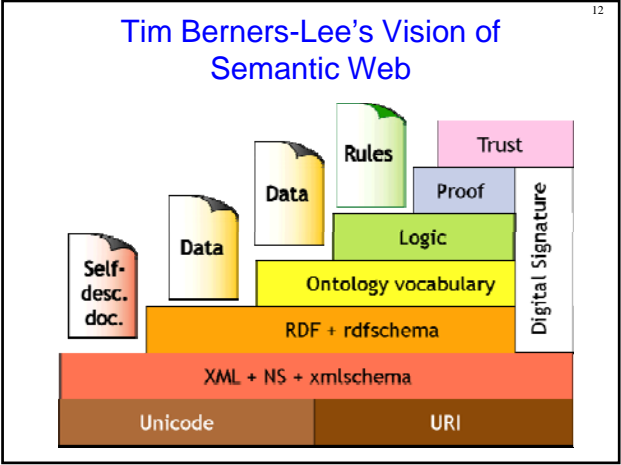 12
Tim Berners-Lee's Vision of
Semantic Web
Rules
Trust
Data
Proof
Digital Signature
Data
Logic
Self-
desc.
doc.
Ontology vocabulary
RDF + rdfschema
XML + NS + xmlschema
Unicode
URI